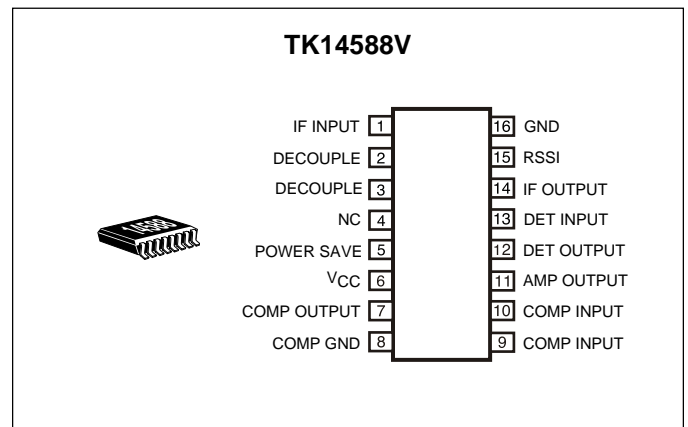 TK14588V
IF INPUT 1
DECOUPLE 2
DECOUPLE 3
NC 4
POWER SAVE 5
VCC 6
COMP OUTPUT 7
COMP GND 8
16 GND
15 RSSI
14 IF OUTPUT
13 DET INPUT
12 DET OUTPUT
11 AMP OUTPUT
10 COMP INPUT
9 COMP INPUT
14588